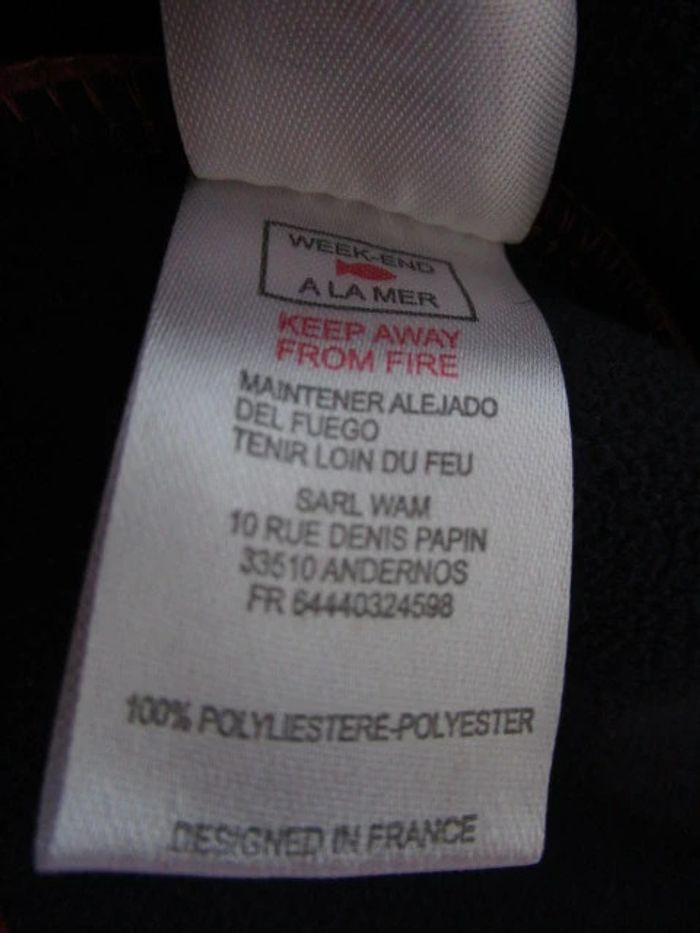 WEEK-END
A LA MER
KEEP AWAY
FROM FIRE
MAINTENER ALEJADO
DEL FUEGO
TENIR LOIN DU FEU
SARL WAM
10 RUE DENIS PAPIN
33510 ANDERNOS
FR 64440324598
100% POLYLIESTERE-POLYESTER
DESIGNED IN FRANCE